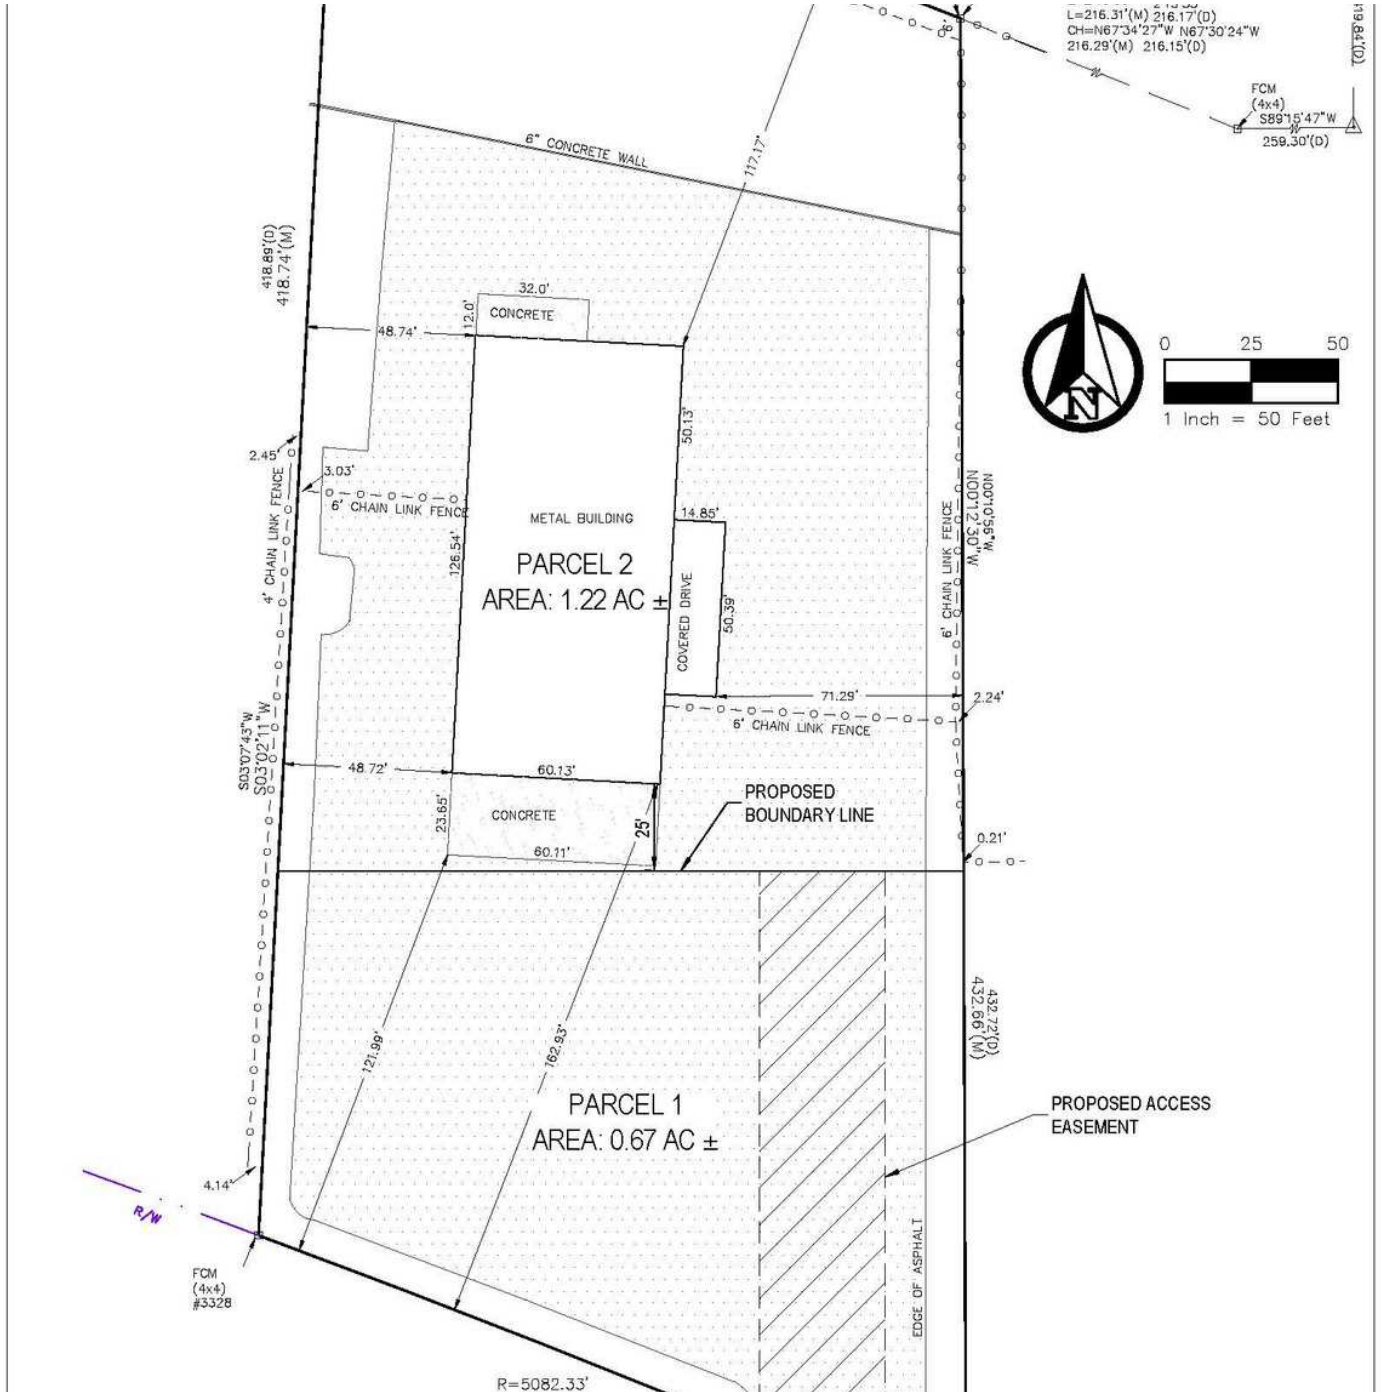 L=216.31'(M) 216.17'(D)
CH=N67°34'27"W N67°30'24"W
216.29'(M) 216.15'(D)
FCM
(4x4)
S89°15'47"W
259.30'(D)
6'
6" CONCRETE WALL
117.17'
418.89'(D)
418.74'(M)
32.0'
12.0'
CONCRETE
48.74'
N
0 25 50
1 Inch = 50 Feet
50.13'
2.45'
3.03'
6' CHAIN LINK FENCE
4' CHAIN LINK FENCE
METAL BUILDING
PARCEL 2
AREA: 1.22 AC ±
126.54'
14.85'
COVERED DRIVE
50.39'
6' CHAIN LINK FENCE
N00°10'56"W
N00°12'30"W
71.29'
2.24'
6' CHAIN LINK FENCE
S03°07'43"W
S03°02'11"W
48.72'
60.13'
23.65'
CONCRETE
25'
60.11'
PROPOSED
BOUNDARY LINE
0.21'
432.72'(D)
432.66'(M)
121.99'
162.93'
PARCEL 1
AREA: 0.67 AC ±
PROPOSED ACCESS
EASEMENT
4.14'
R/W
FCM
(4x4)
#3328
EDGE OF ASPHALT
R=5082.33'